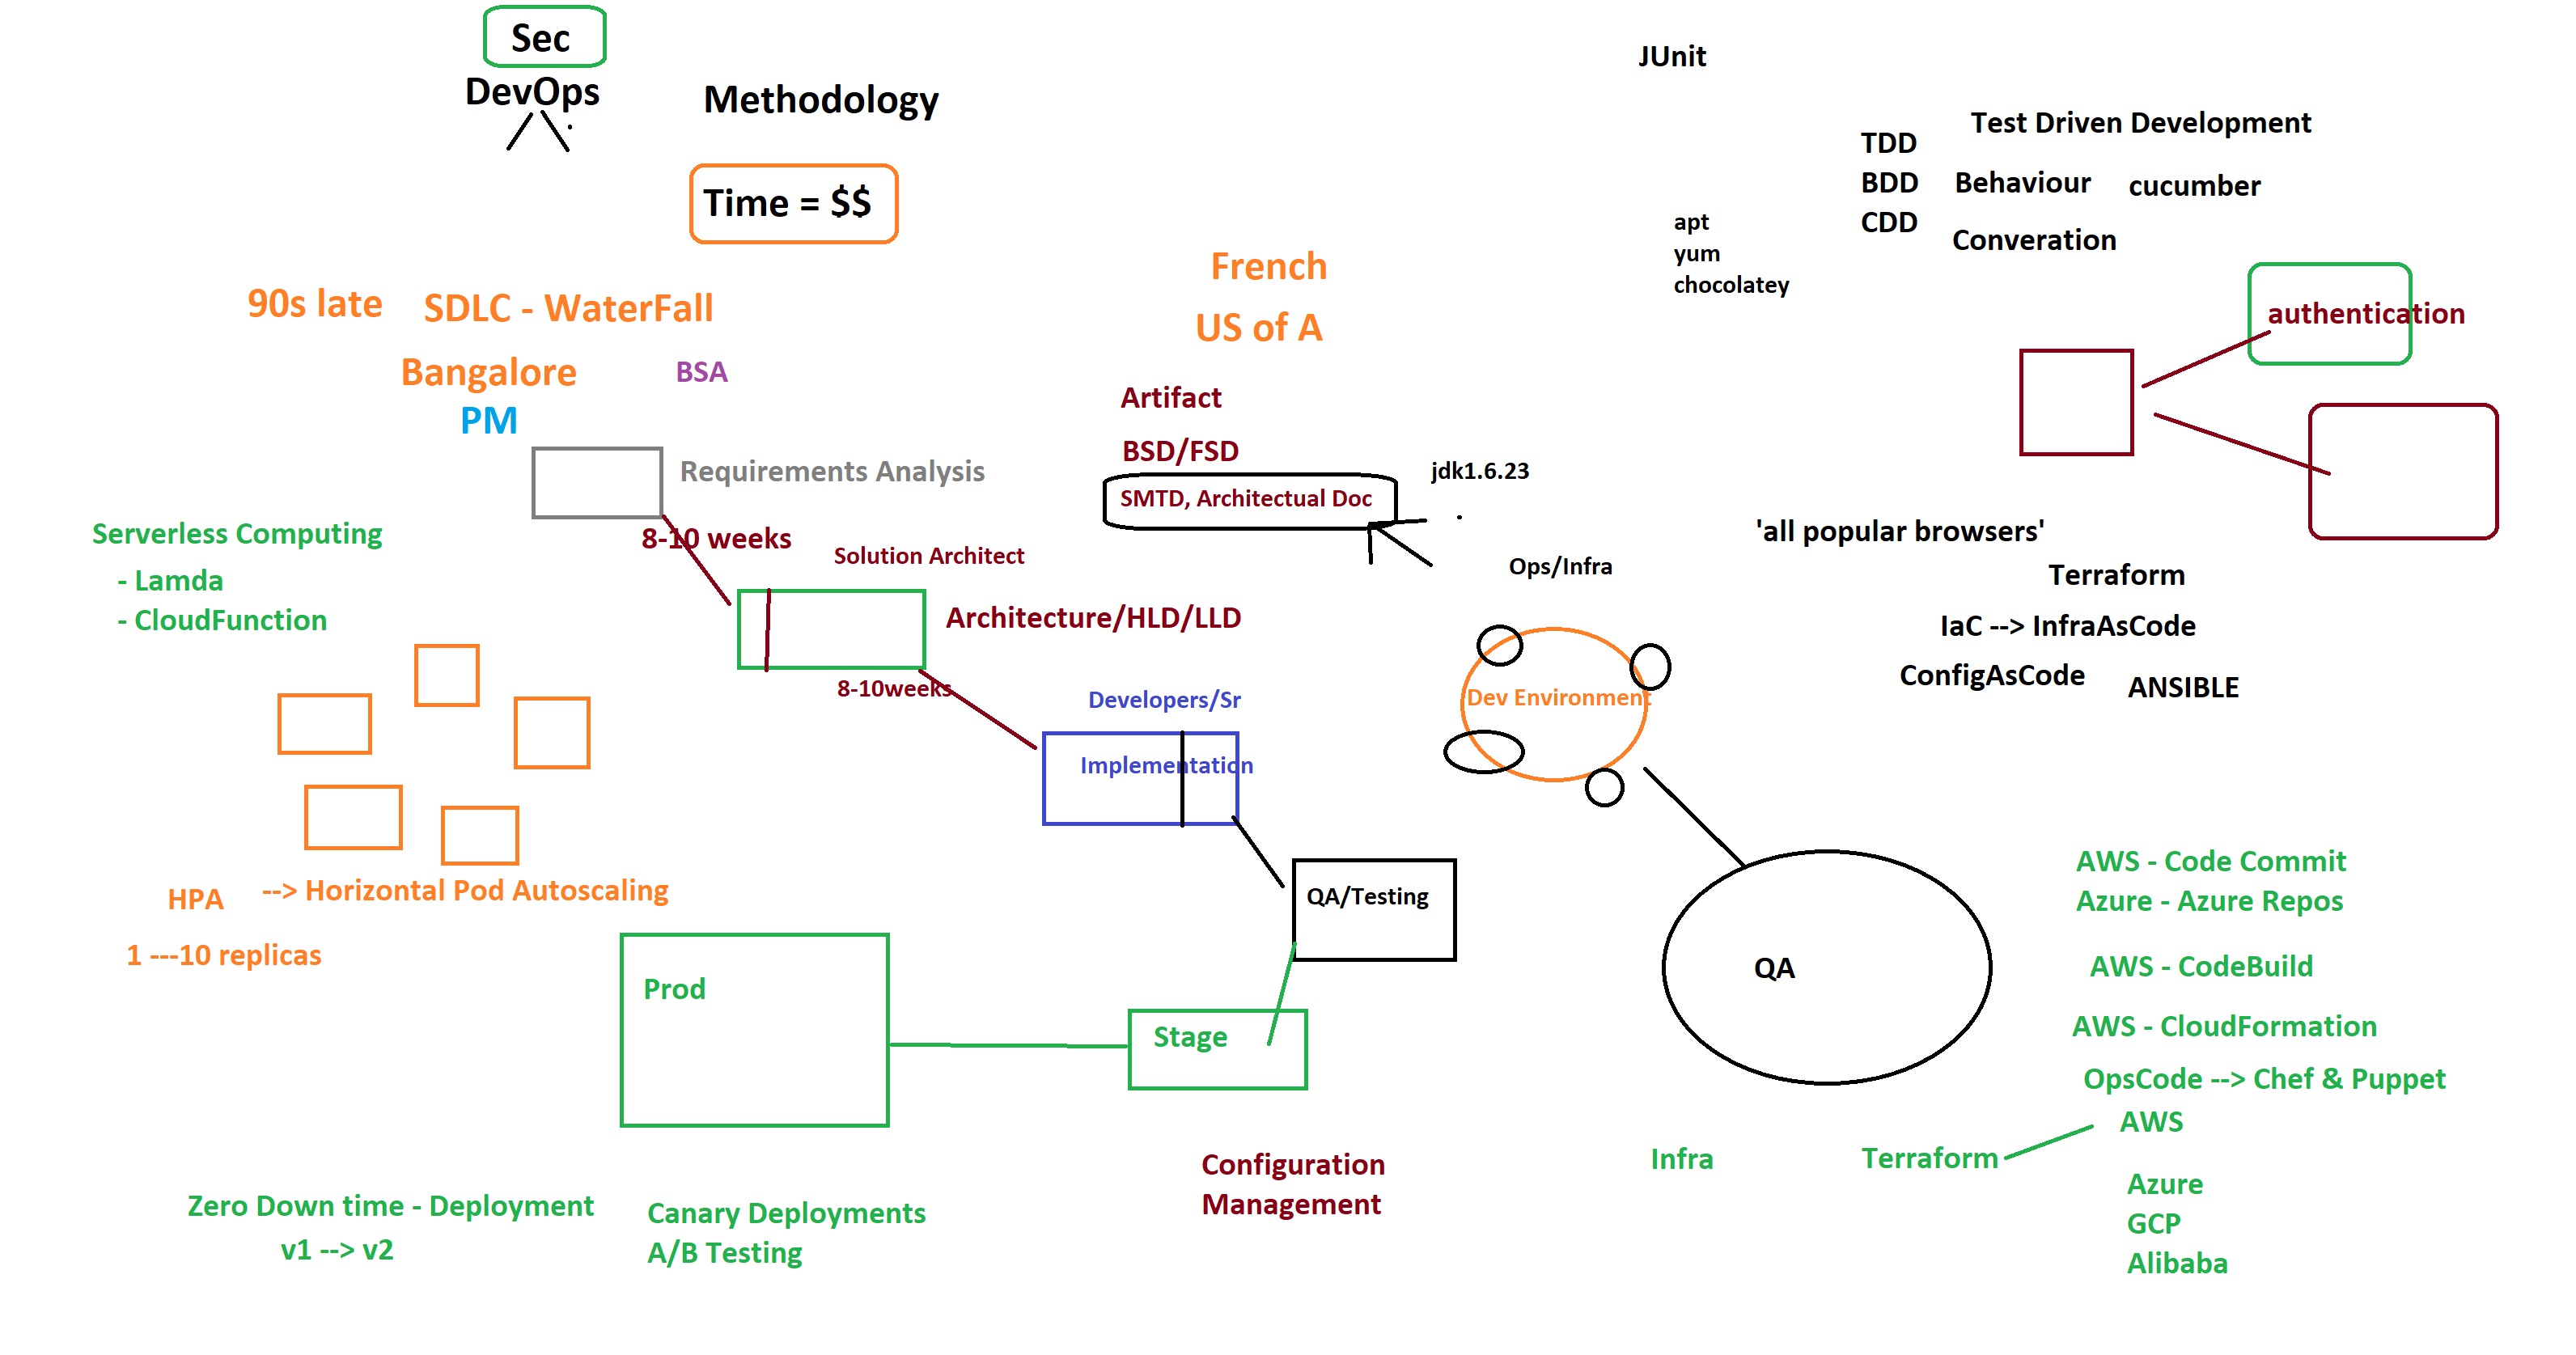 Sec
DevOps
Methodology
Time = $$
90s late
SDLC - WaterFall
Bangalore
BSA
PM
Requirements Analysis
8-10 weeks
Solution Architect
Architecture/HLD/LLD
8-10weeks
Developers/Sr
Implementation
QA/Testing
Stage
Prod
Serverless Computing
- Lamda
- CloudFunction
HPA
--> Horizontal Pod Autoscaling
1 ---10 replicas
Zero Down time - Deployment
v1 --> v2
Canary Deployments
A/B Testing
French
US of A
Artifact
BSD/FSD
SMTD, Architectual Doc
jdk1.6.23
Ops/Infra
Dev Environment
QA
Configuration
Management
JUnit
TDD
Test Driven Development
BDD
Behaviour
cucumber
CDD
Converation
apt
yum
chocolatey
authentication
'all popular browsers'
Terraform
IaC --> InfraAsCode
ConfigAsCode
ANSIBLE
AWS - Code Commit
Azure - Azure Repos
AWS - CodeBuild
AWS - CloudFormation
OpsCode --> Chef & Puppet
Infra
Terraform
AWS
Azure
GCP
Alibaba